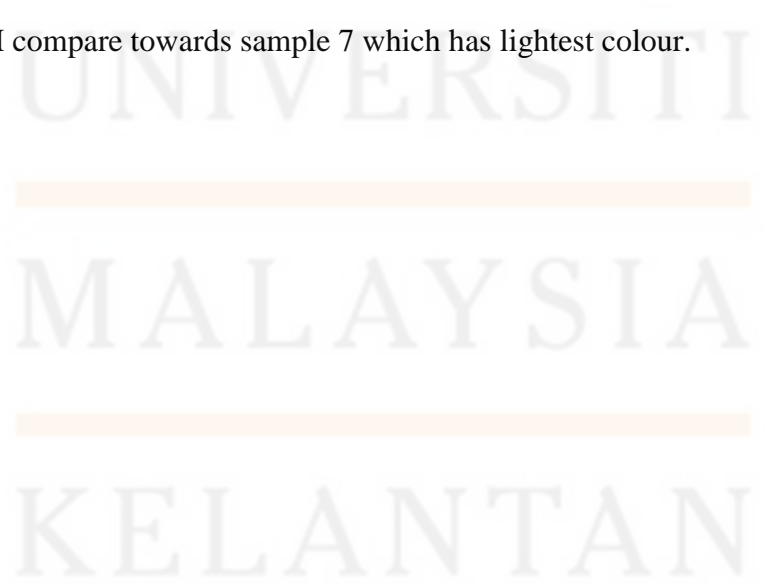 I compare towards sample 7 which has lightest colour.
UNIVERSITI
MALAYSIA
KELANTAN